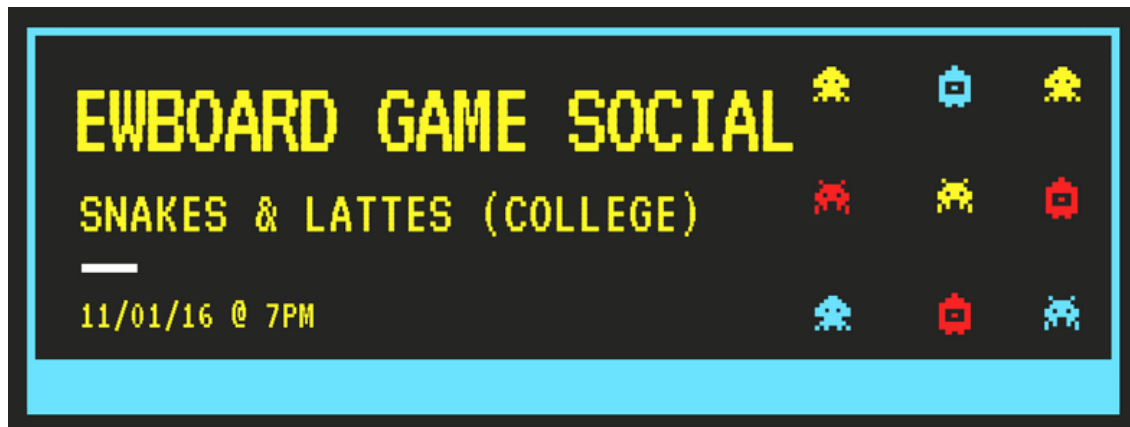 EWBOARD GAME SOCIAL
SNAKES & LATTES (COLLEGE)
11/01/16 @ 7PM